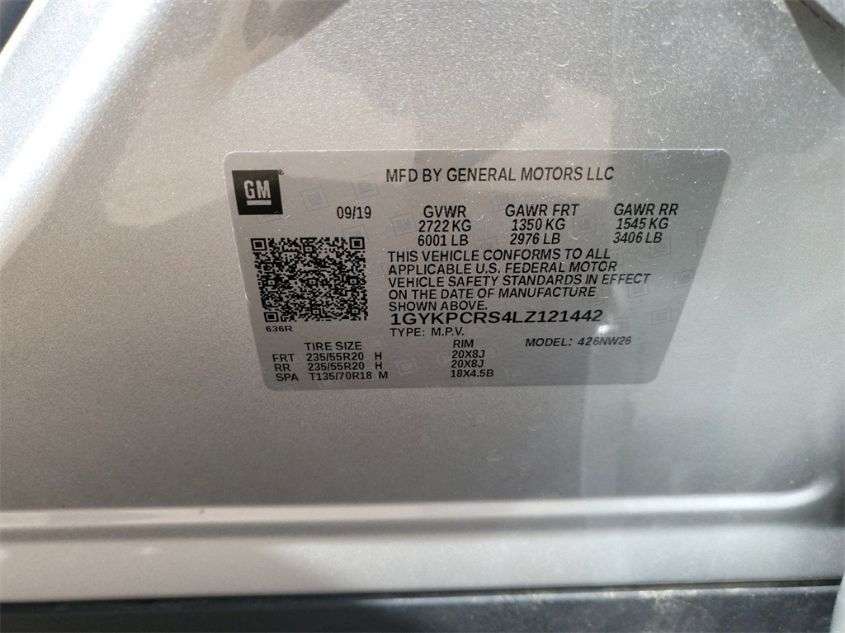 GM
MFD BY GENERAL MOTORS LLC
09/19 GVWR GAWR FRT GAWR RR
2722 KG 1350 KG 1545 KG
6001 LB 2976 LB 3406 LB
THIS VEHICLE CONFORMS TO ALL
APPLICABLE U.S. FEDERAL MOTOR
VEHICLE SAFETY STANDARDS IN EFFECT
ON THE DATE OF MANUFACTURE
SHOWN ABOVE.
1GYKPCRS4LZ121442
636R
TYPE: M.P.V. MODEL: 426NW26
TIRE SIZE RIM
FRT 235/55R20 H 20X8J
RR 235/55R20 H 20X8J
SPA T135/70R18 M 18X4.5B